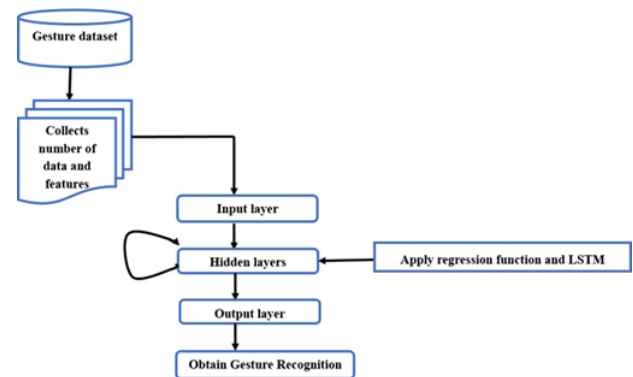 Gesture dataset
Collects
number of
data and
features
Input layer
Hidden layers
Apply regression function and LSTM
Output layer
Obtain Gesture Recognition